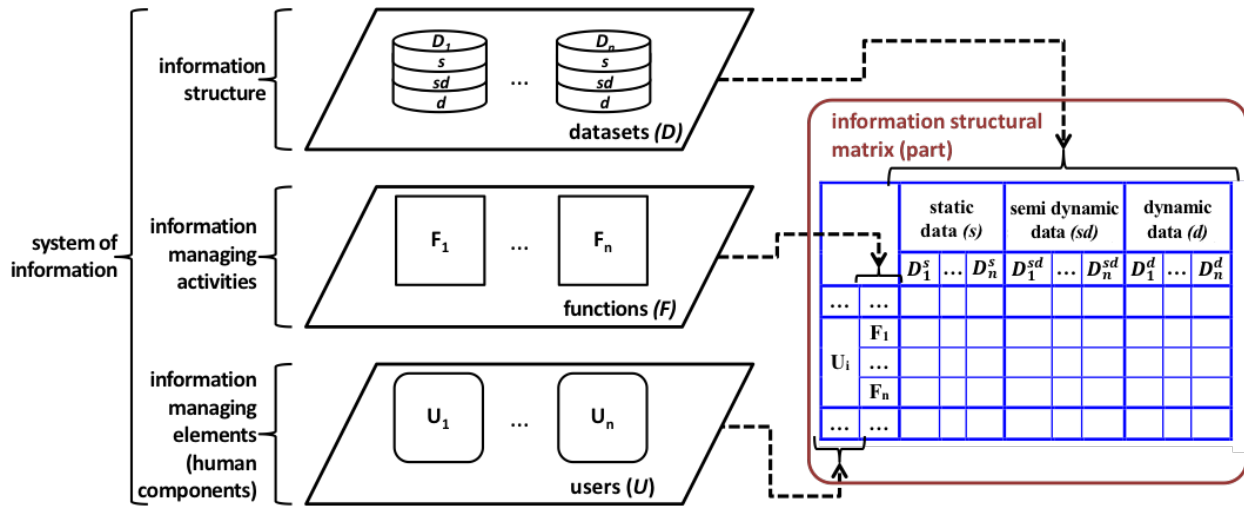 system of
information
information
structure
D1 Dn
s s
sd ... sd
d d
datasets (D)
information
managing
activities
F1 ... Fn
functions (F)
information
managing
elements
(human
components)
U1 ... Un
users (U)
information structural
matrix (part)
static
data (s)
semi dynamic
data (sd)
dynamic
data (d)
D₁ˢ ... Dₙˢ D₁ˢᵈ ... Dₙˢᵈ D₁ᵈ ... Dₙᵈ
... ...
F1
Ui ...
Fn
... ...